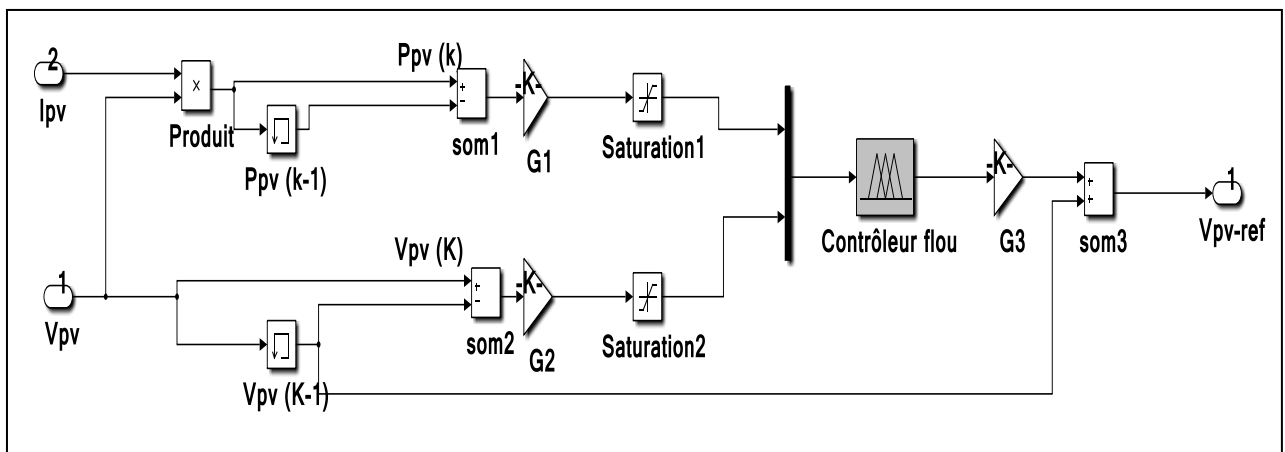 2
Ipv
×
Produit
Ppv (k-1)
Ppv (k)
+
-
som1
-K-
G1
Saturation1
1
Vpv
Vpv (K-1)
Vpv (K)
+
-
som2
-K-
G2
Saturation2
Contrôleur flou
-K-
G3
+
+
som3
1
Vpv-ref